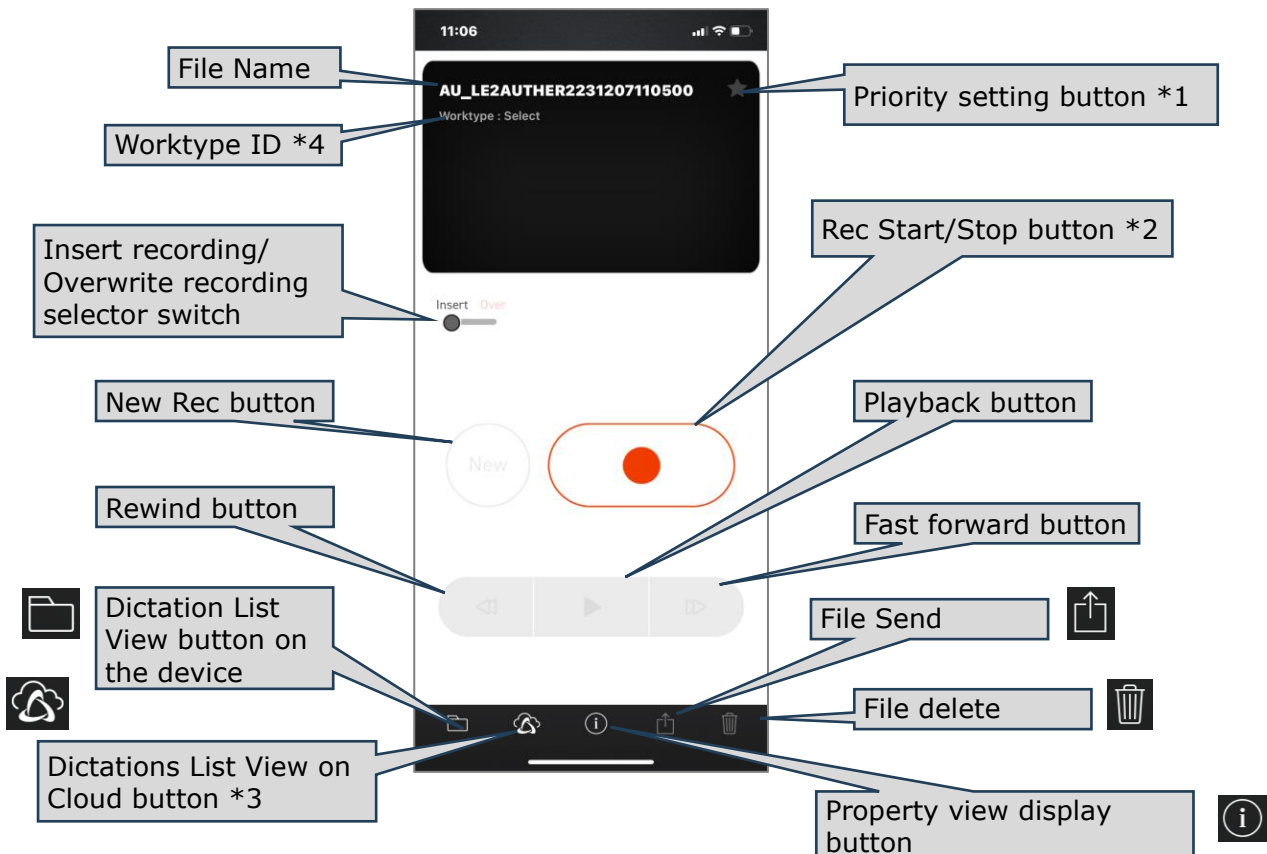 11:06
File Name
AU_LE2AUTHER2231207110500
Priority setting button *1
Worktype : Select
Worktype ID *4
Rec Start/Stop button *2
Insert recording/
Overwrite recording
selector switch
Insert Over
New Rec button
Playback button
New
Rewind button
Fast forward button
Dictation List
View button on
the device
File Send
File delete
Dictations List View on
Cloud button *3
Property view display
button